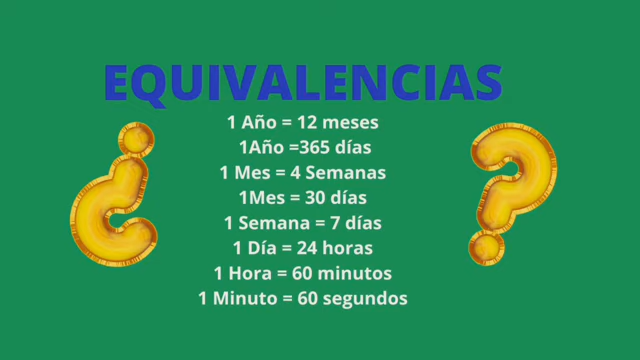 EQUIVALENCIAS
1 Año = 12 meses
1Año =365 días
1 Mes = 4 Semanas
1Mes = 30 días
1 Semana = 7 días
1 Día = 24 horas
1 Hora = 60 minutos
1 Minuto = 60 segundos
¿ ?